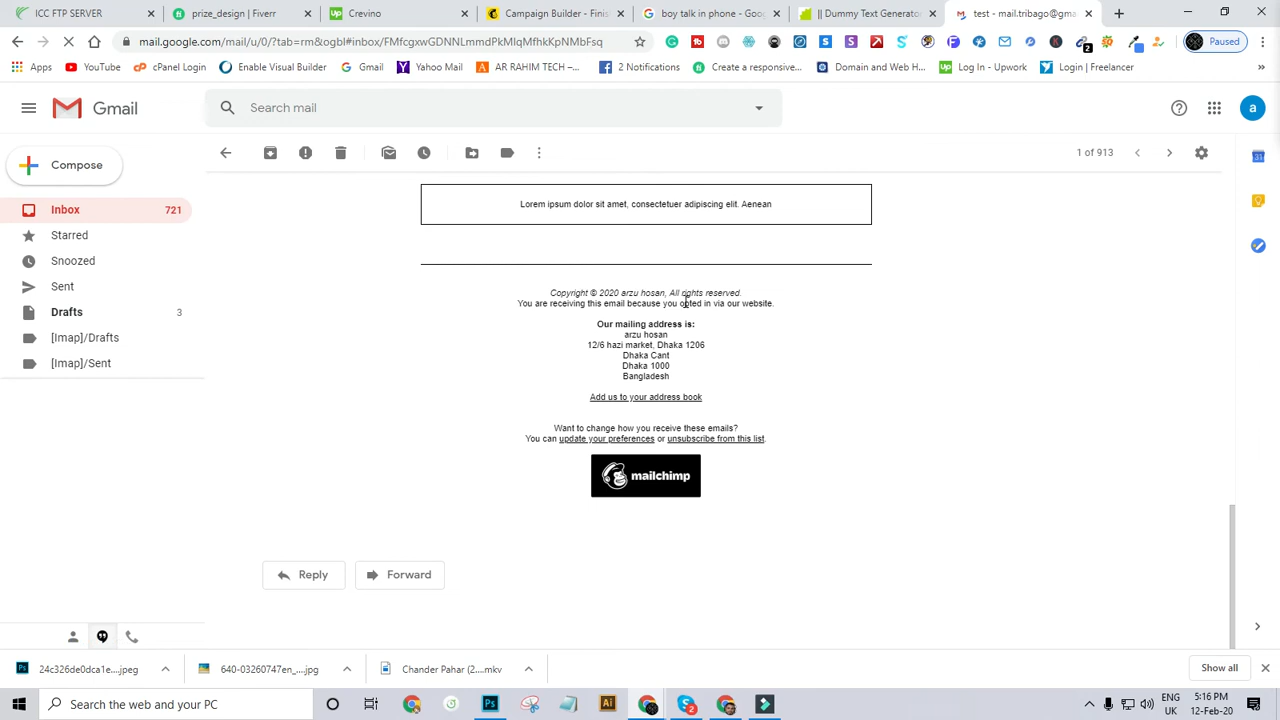 ICC FTP SERVER
prize_design | Fiverr
Create
Campaign Builder - Finis
boy talk in phone - Goog
|| Dummy Text Generator
test - mail.tribago@gmail
mail.google.com/mail/u/0/?tab=rm&ogbl#inbox/FMfcgxwGDNNLmmdPkMlqMfskKpNMwbFsq
Paused
Apps
YouTube
cPanel Login
Enable Visual Builder
Gmail
Yahoo Mail
AR RAHIM TECH –...
2 Notifications
Create a responsive...
Domain and Web H...
Log In - Upwork
Login | Freelancer
Gmail
Search mail
a
Compose
1 of 913
Inbox 721
Starred
Snoozed
Sent
Drafts 3
[Imap]/Drafts
[Imap]/Sent
Lorem ipsum dolor sit amet, consectetuer adipiscing elit. Aenean
Copyright © 2020 arzu hosan, All rights reserved.
You are receiving this email because you opted in via our website.
Our mailing address is:
arzu hosan
12/6 hazi market, Dhaka 1206
Dhaka Cant
Dhaka 1000
Bangladesh
Add us to your address book
Want to change how you receive these emails?
You can update your preferences or unsubscribe from this list.
mailchimp
Reply
Forward
24c326de0dca1e....jpeg
640-03260747en_....jpg
Chander Pahar (2....mkv
Show all
Search the web and your PC
ENG
UK
5:16 PM
12-Feb-20